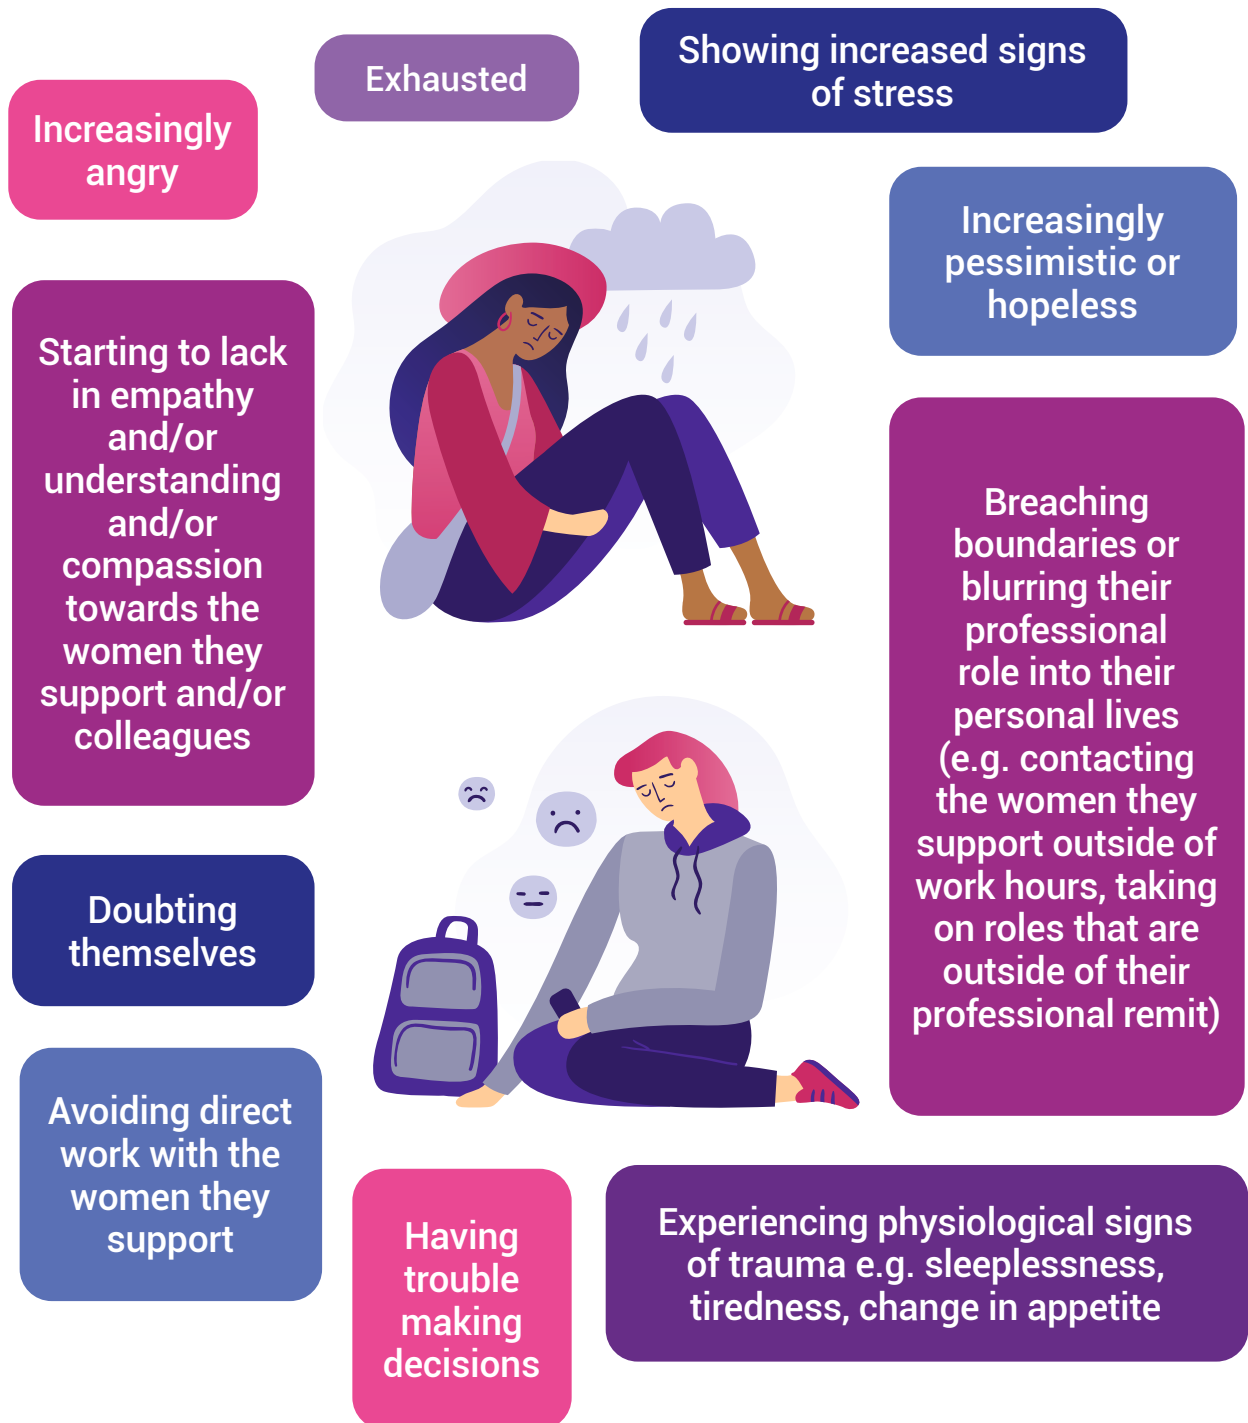 Exhausted
Showing increased signs
of stress
Increasingly
angry
Increasingly
pessimistic or
hopeless
Starting to lack
in empathy
and/or
understanding
and/or
compassion
towards the
women they
support and/or
colleagues
Breaching
boundaries or
blurring their
professional
role into their
personal lives
(e.g. contacting
the women they
support outside of
work hours, taking
on roles that are
outside of their
professional remit)
Doubting
themselves
Avoiding direct
work with the
women they
support
Having
trouble
making
decisions
Experiencing physiological signs
of trauma e.g. sleeplessness,
tiredness, change in appetite